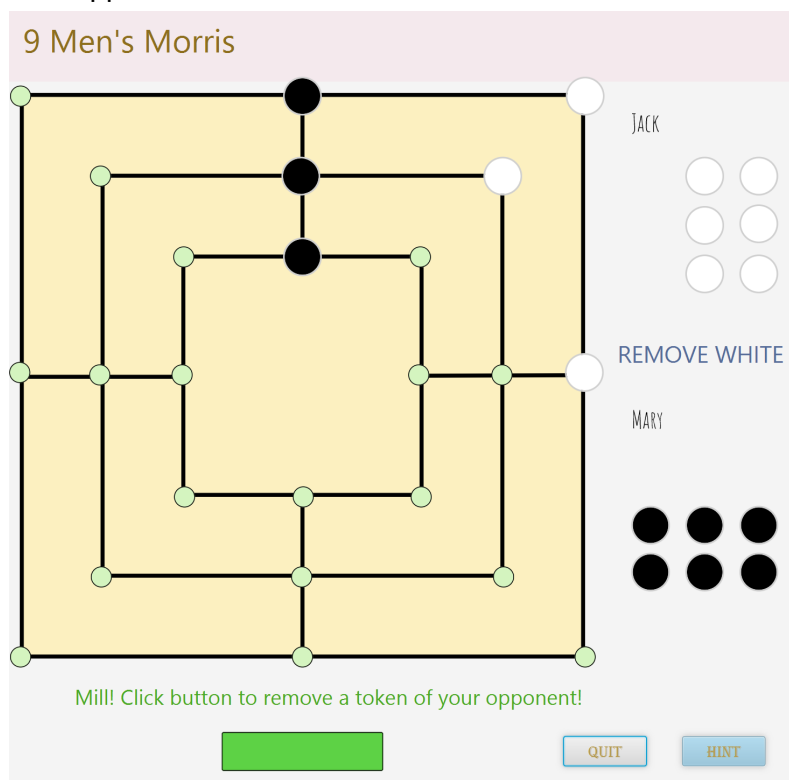 9 Men's Morris
Jack
REMOVE WHITE
Mary
Mill! Click button to remove a token of your opponent!
QUIT
HINT